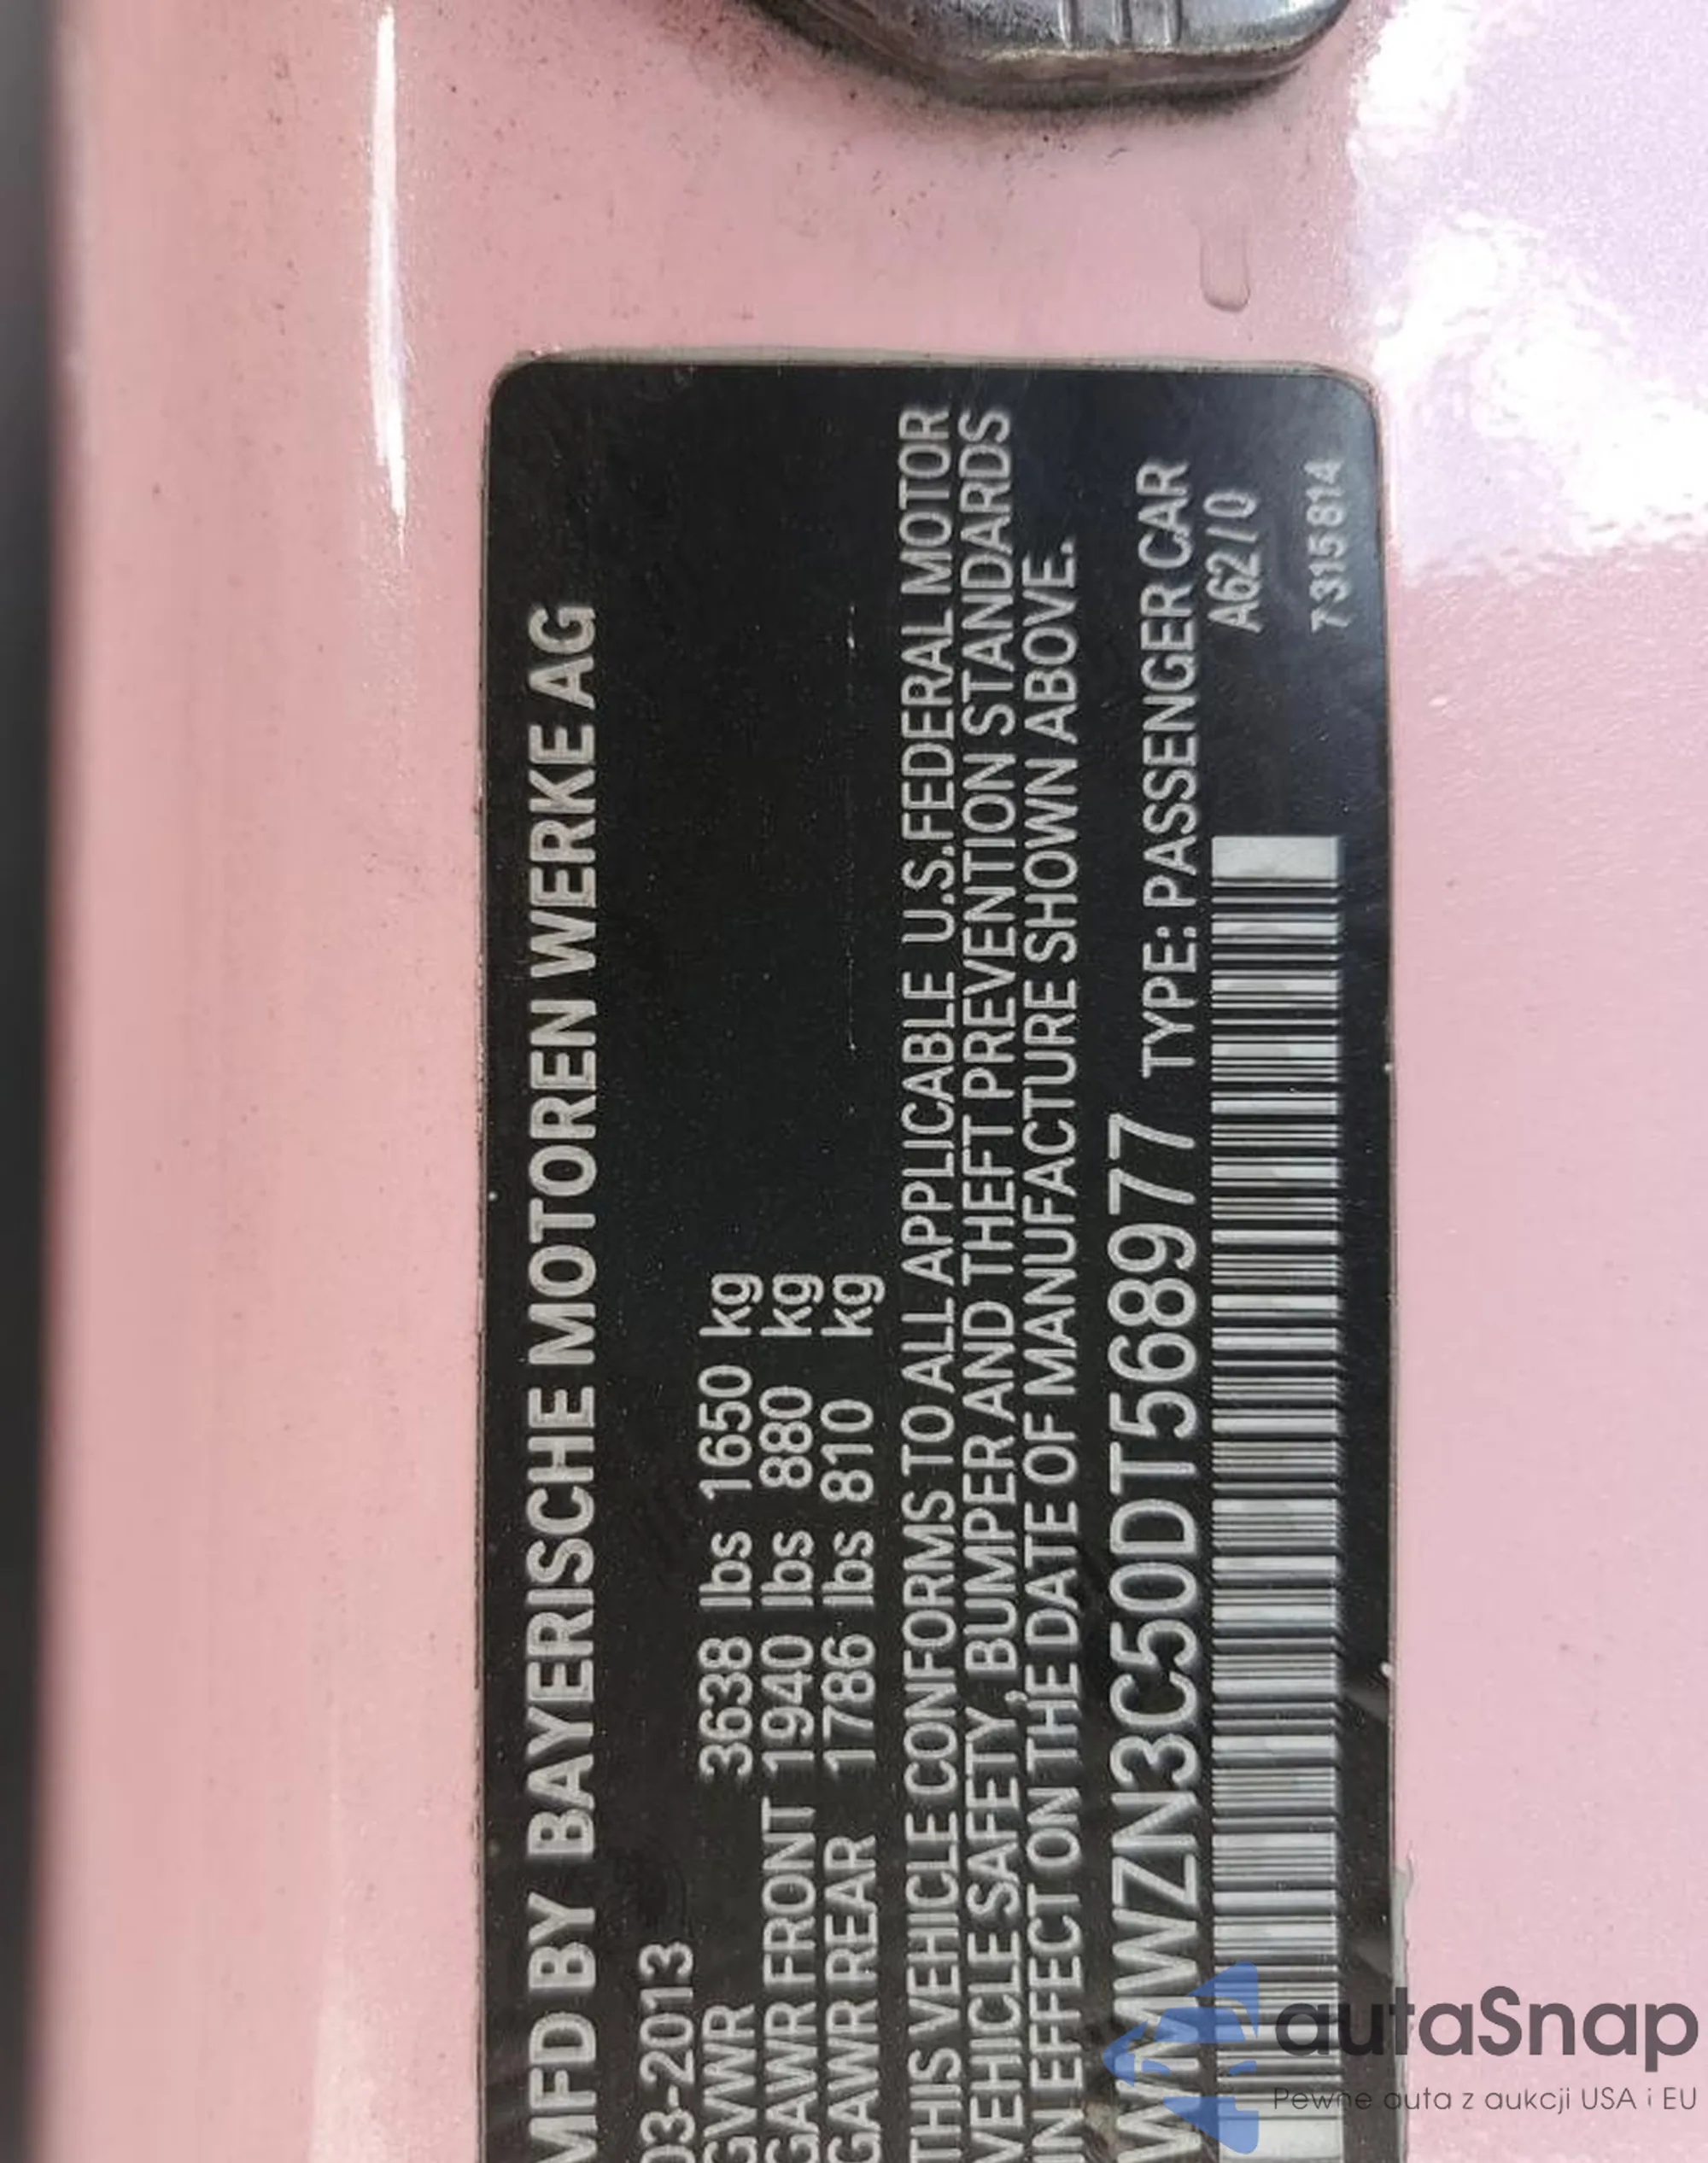 MFD BY BAYERISCHE MOTOREN WERKE AG
03-2013
GVWR 3638 lbs 1650 kg
GAWR FRONT 1940 lbs 880 kg
GAWR REAR 1786 lbs 810 kg
THIS VEHICLE CONFORMS TO ALL APPLICABLE U.S. FEDERAL MOTOR
VEHICLE SAFETY, BUMPER AND THEFT PREVENTION STANDARDS
IN EFFECT ON THE DATE OF MANUFACTURE SHOWN ABOVE.
WMWZN3C50DT568977 TYPE: PASSENGER CAR
A62/0
7315814
autaSnap
Pewne auta z aukcji USA i EU